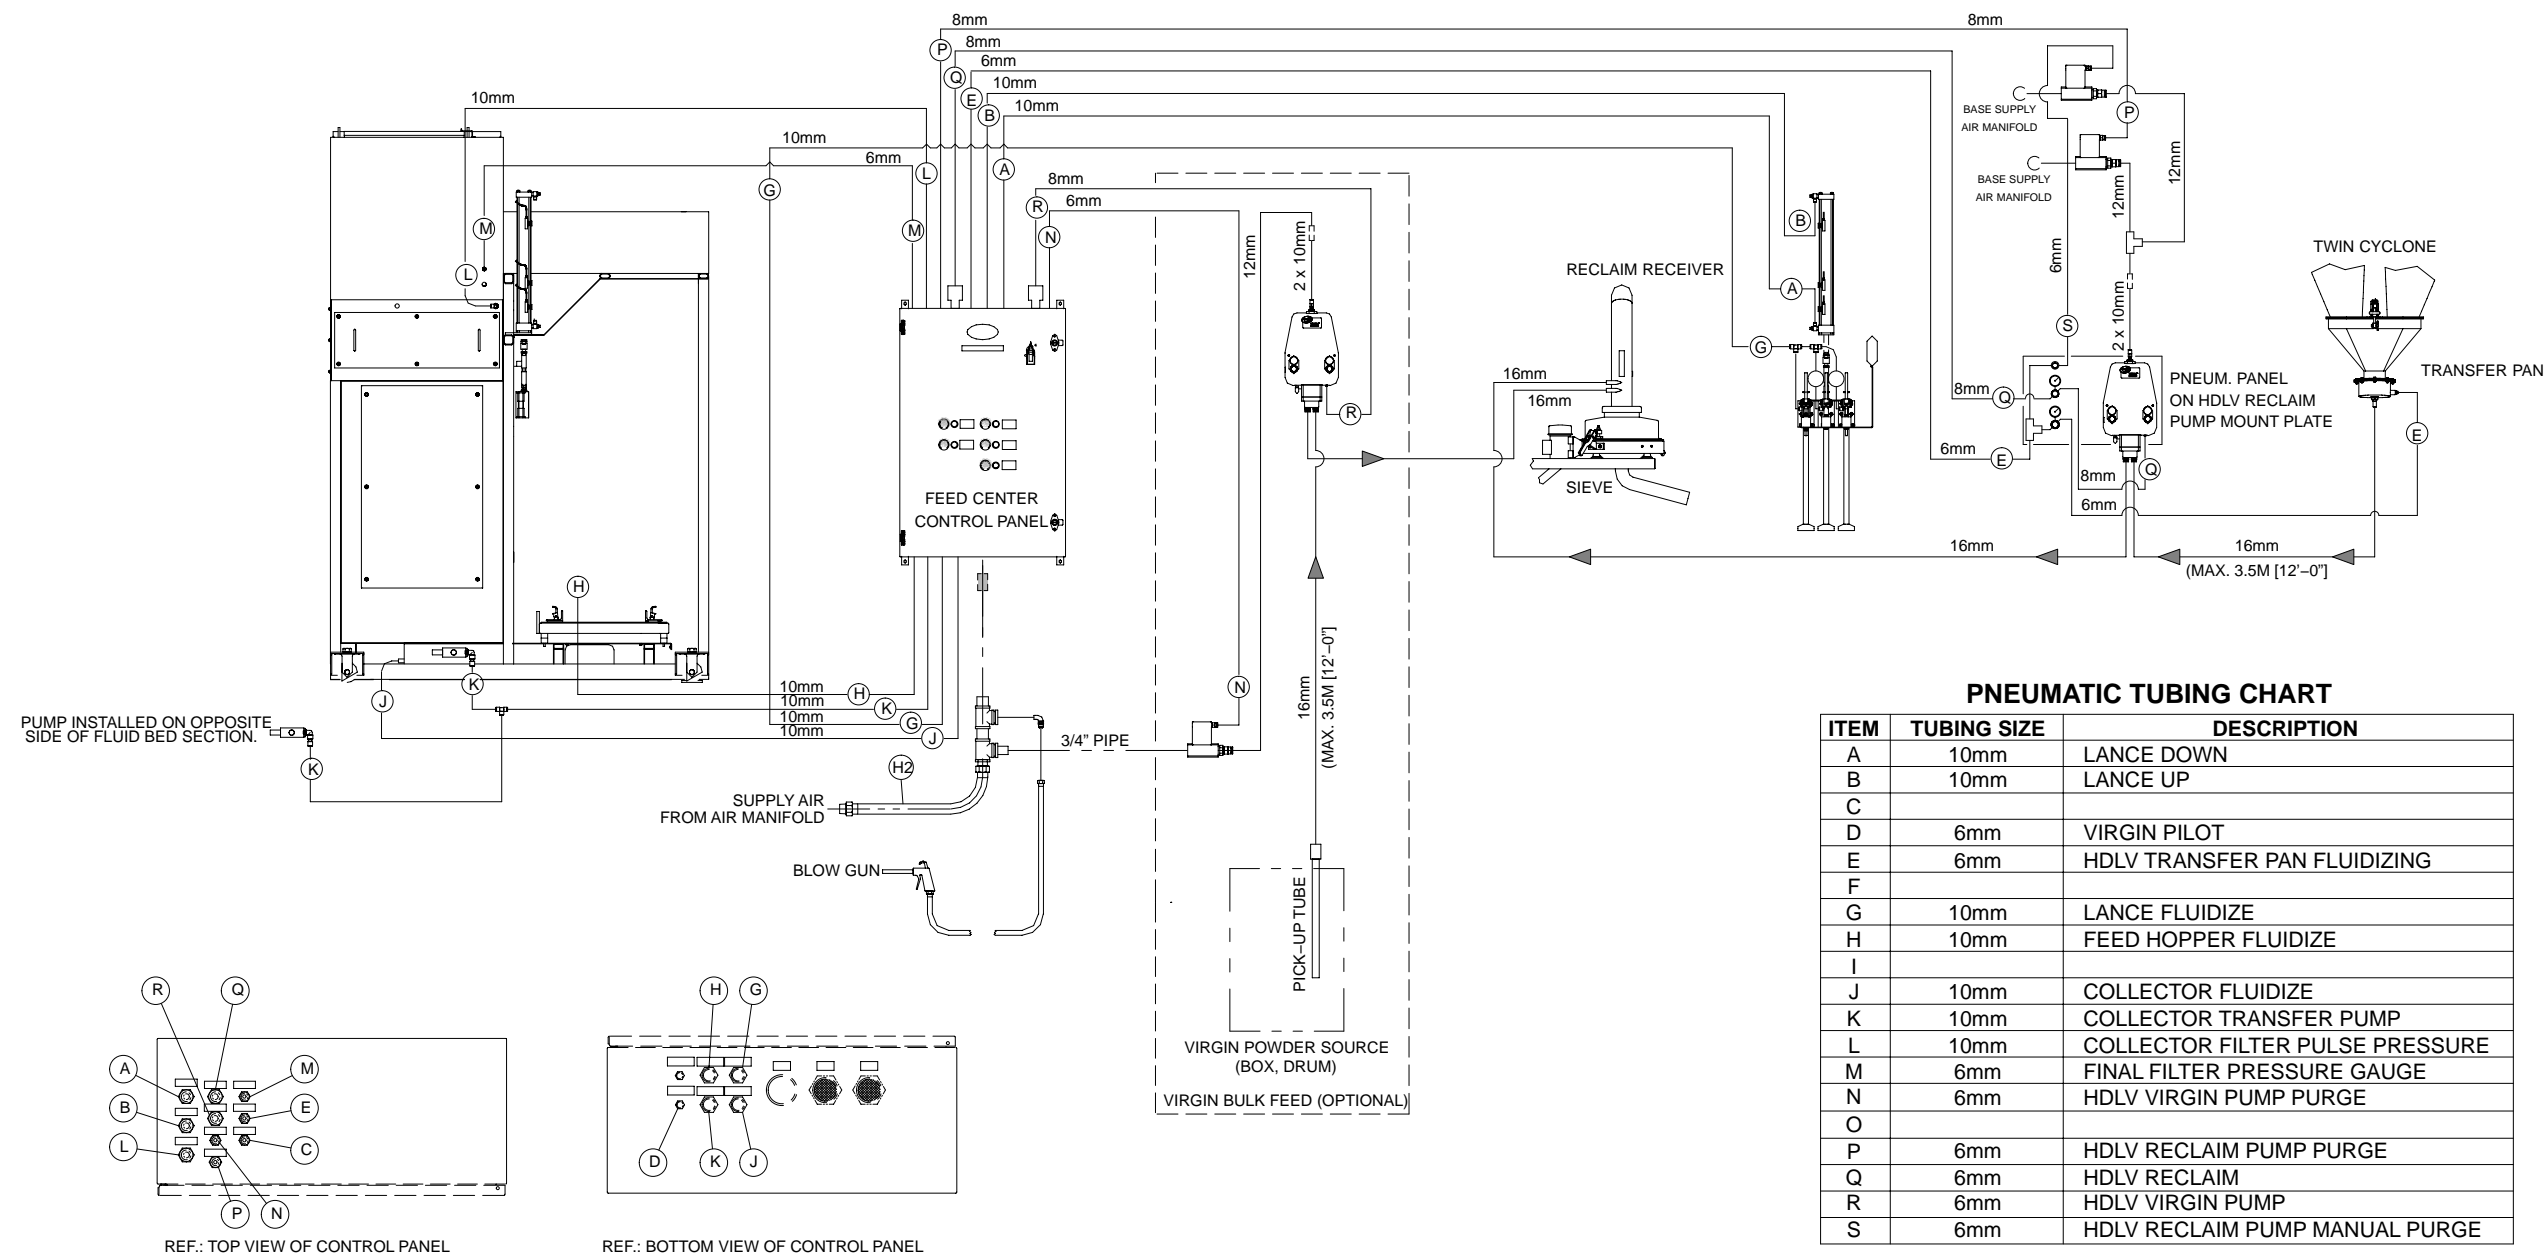 8mm
8mm
P
8mm
Q
6mm
E
10mm
B
10mm
10mm
10mm
6mm
G
L
A
M
M
L
8mm
R
6mm
N
12mm
2 x 10mm
R
BASE SUPPLY
AIR MANIFOLD
P
BASE SUPPLY
AIR MANIFOLD
12mm
12mm
6mm
B
A
G
S
2 x 10mm
RECLAIM RECEIVER
TWIN CYCLONE
TRANSFER PAN
16mm
16mm
SIEVE
8mm
Q
6mm
E
PNEUM. PANEL
ON HDLV RECLAIM
PUMP MOUNT PLATE
E
Q
8mm
6mm
16mm
16mm
(MAX. 3.5M [12'–0"]
FEED CENTER
CONTROL PANEL
H
10mm
H
10mm
K
10mm
G
10mm
J
J
K
PUMP INSTALLED ON OPPOSITE
SIDE OF FLUID BED SECTION.
K
3/4" PIPE
N
H2
SUPPLY AIR
FROM AIR MANIFOLD
BLOW GUN
16mm
(MAX. 3.5M [12'–0"]
PICK–UP TUBE
VIRGIN POWDER SOURCE
(BOX, DRUM)
VIRGIN BULK FEED (OPTIONAL)
R
Q
A
M
B
E
L
C
P
N
REF.: TOP VIEW OF CONTROL PANEL
H
G
D
K
J
REF.: BOTTOM VIEW OF CONTROL PANEL
PNEUMATIC TUBING CHART
ITEM TUBING SIZE DESCRIPTION
A 10mm LANCE DOWN
B 10mm LANCE UP
C
D 6mm VIRGIN PILOT
E 6mm HDLV TRANSFER PAN FLUIDIZING
F
G 10mm LANCE FLUIDIZE
H 10mm FEED HOPPER FLUIDIZE
I
J 10mm COLLECTOR FLUIDIZE
K 10mm COLLECTOR TRANSFER PUMP
L 10mm COLLECTOR FILTER PULSE PRESSURE
M 6mm FINAL FILTER PRESSURE GAUGE
N 6mm HDLV VIRGIN PUMP PURGE
O
P 6mm HDLV RECLAIM PUMP PURGE
Q 6mm HDLV RECLAIM
R 6mm HDLV VIRGIN PUMP
S 6mm HDLV RECLAIM PUMP MANUAL PURGE